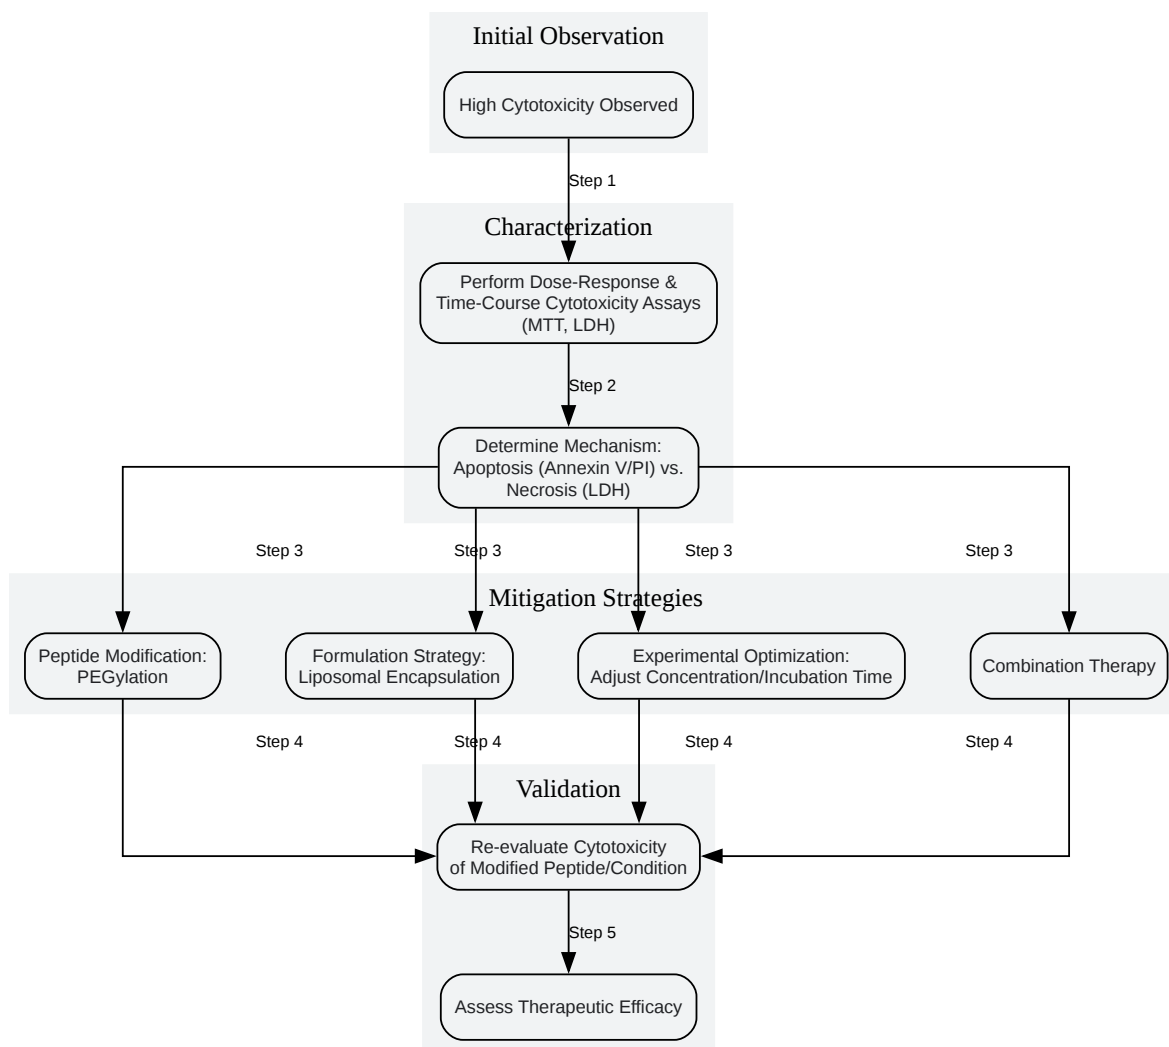 Initial Observation
High Cytotoxicity Observed
Step 1
Characterization
Perform Dose-Response &
Time-Course Cytotoxicity Assays
(MTT, LDH)
Step 2
Determine Mechanism:
Apoptosis (Annexin V/PI) vs.
Necrosis (LDH)
Step 3
Step 3
Step 3
Step 3
Mitigation Strategies
Peptide Modification:
PEGylation
Formulation Strategy:
Liposomal Encapsulation
Experimental Optimization:
Adjust Concentration/Incubation Time
Combination Therapy
Step 4
Step 4
Step 4
Step 4
Validation
Re-evaluate Cytotoxicity
of Modified Peptide/Condition
Step 5
Assess Therapeutic Efficacy